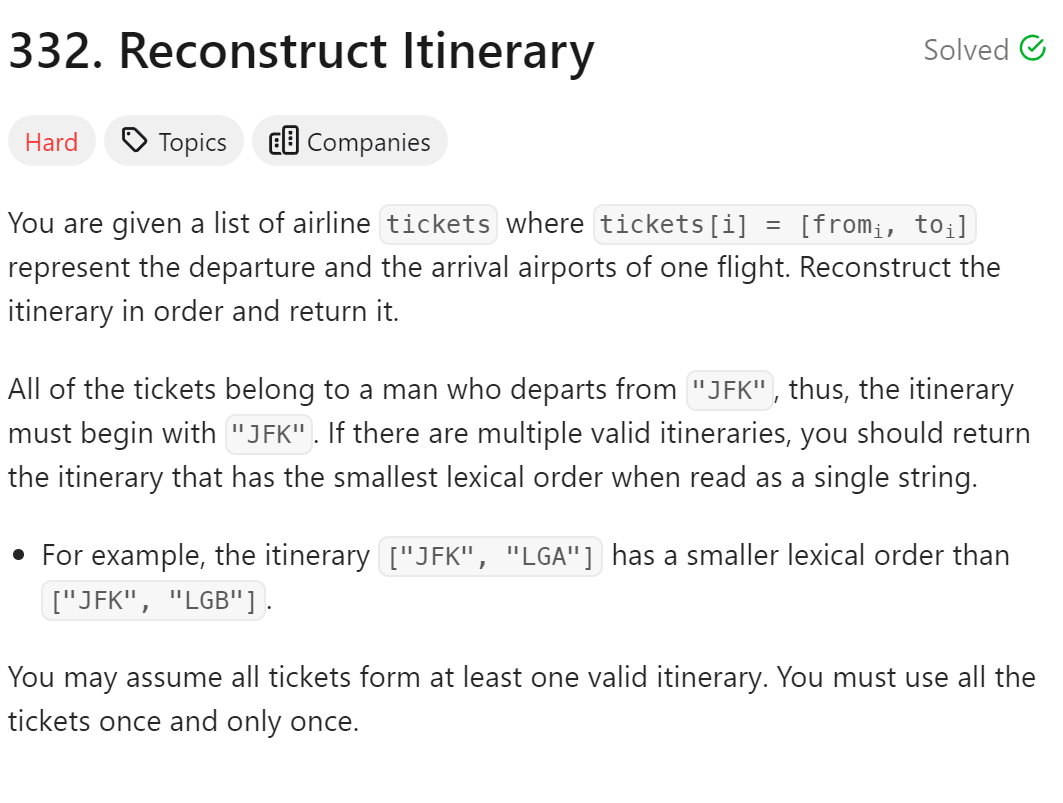 332. Reconstruct Itinerary
Solved
Hard
Topics
Companies
You are given a list of airline tickets where tickets[i] = [fromi, toi]
represent the departure and the arrival airports of one flight. Reconstruct the
itinerary in order and return it.
All of the tickets belong to a man who departs from "JFK", thus, the itinerary
must begin with "JFK". If there are multiple valid itineraries, you should return
the itinerary that has the smallest lexical order when read as a single string.
• For example, the itinerary ["JFK", "LGA"] has a smaller lexical order than
["JFK", "LGB"].
You may assume all tickets form at least one valid itinerary. You must use all the
tickets once and only once.